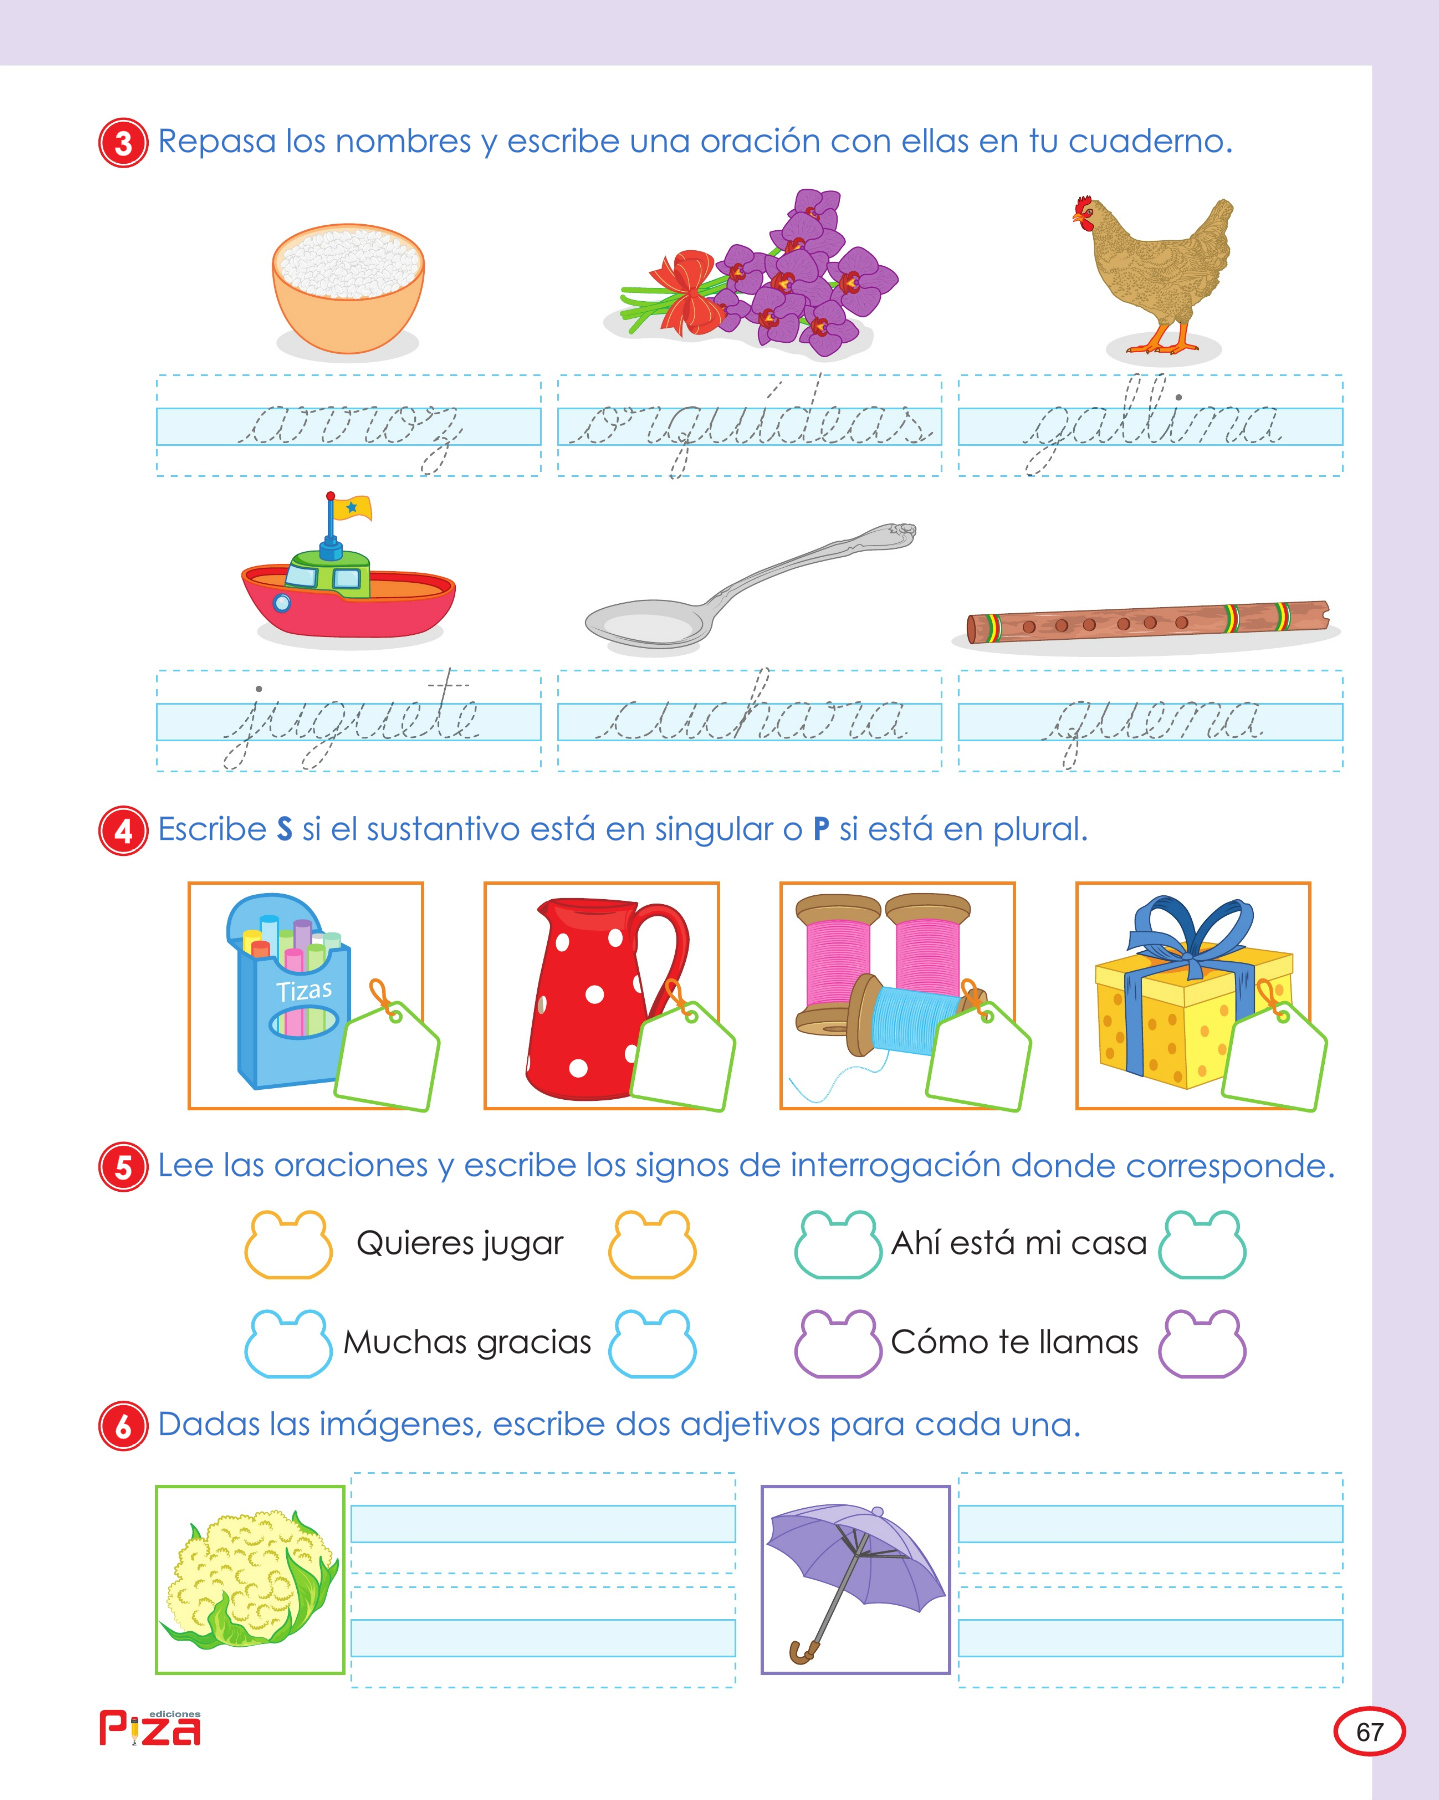 3 Repasa los nombres y escribe una oración con ellas en tu cuaderno.
arroz orquídeas gallina
juguete cuchara quena
4 Escribe S si el sustantivo está en singular o P si está en plural.
Tizas
5 Lee las oraciones y escribe los signos de interrogación donde corresponde.
Quieres jugar Ahí está mi casa
Muchas gracias Cómo te llamas
6 Dadas las imágenes, escribe dos adjetivos para cada una.
ediciones
Piza
67